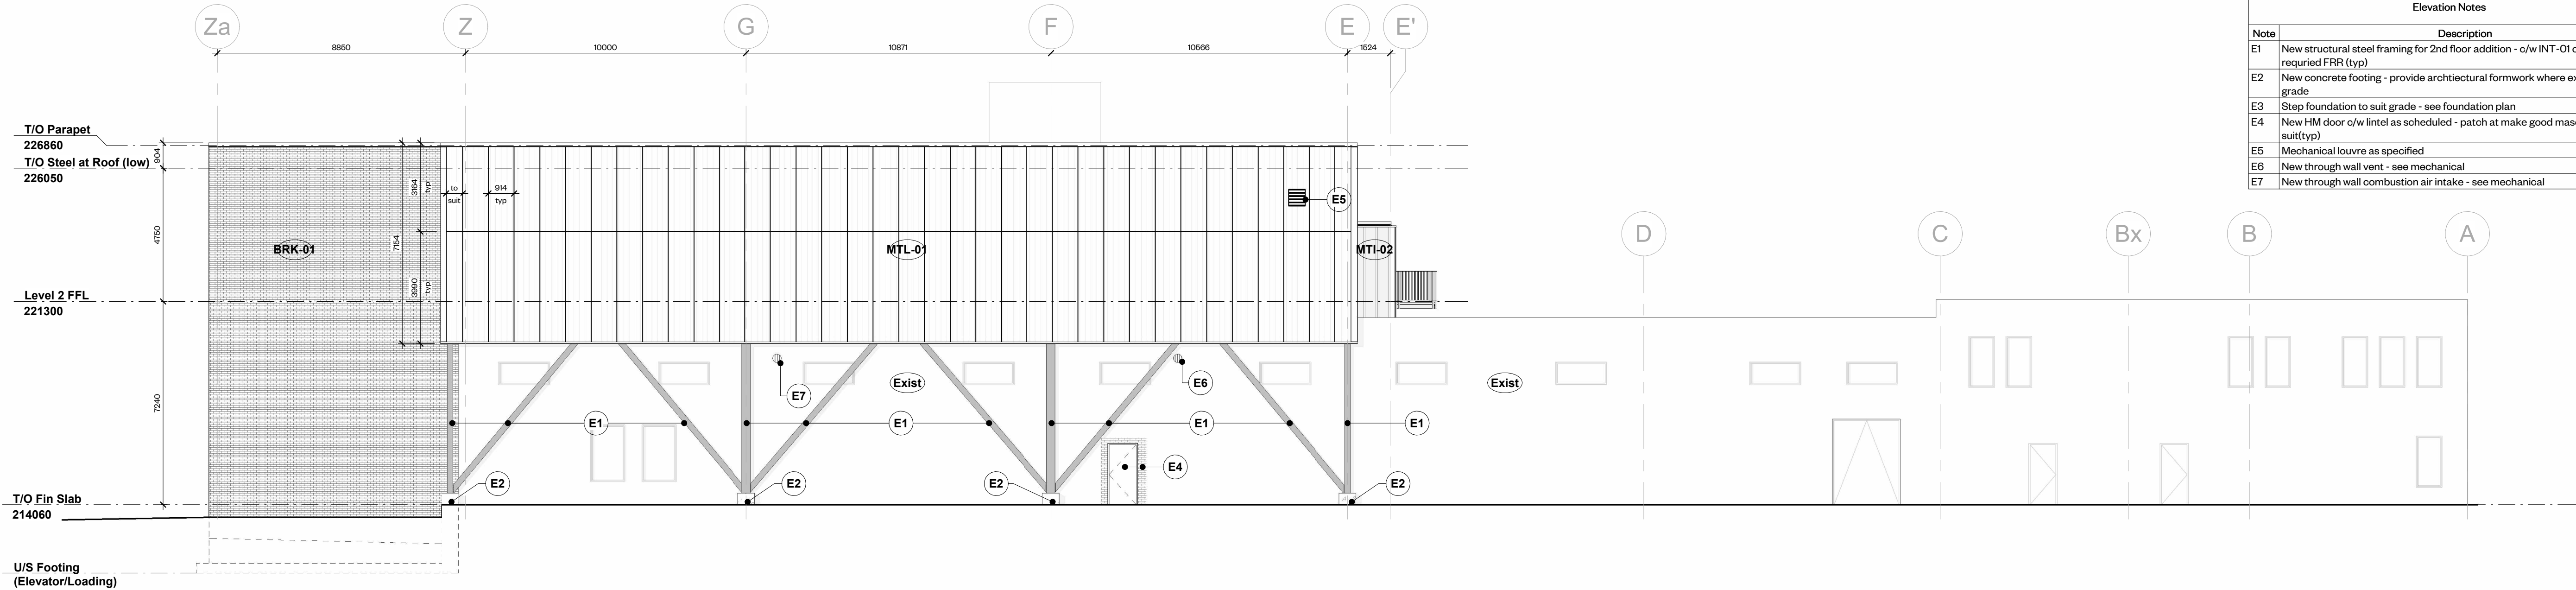 Za
Z
G
F
E
E'
8850
10000
10871
10566
1524
Elevation Notes
Note Description
E1 New structural steel framing for 2nd floor addition - c/w INT-01
requried FRR (typ)
E2 New concrete footing - provide archtiectural formwork where
grade
E3 Step foundation to suit grade - see foundation plan
E4 New HM door c/w lintel as scheduled - patch at make good
suit(typ)
E5 Mechanical louvre as specified
E6 New through wall vent - see mechanical
E7 New through wall combustion air intake - see mechanical
T/O Parapet
226860
904
T/O Steel at Roof (low)
226050
3164
typ
to
suit
914
typ
E5
4750
7154
BRK-01
MTL-01
MTI-02
D
C
Bx
B
A
3990
typ
Level 2 FFL
221300
7240
Exist
E7
E6
Exist
E1
E1
E1
E1
E4
E2
E2
E2
E2
T/O Fin Slab
214060
U/S Footing
(Elevator/Loading)